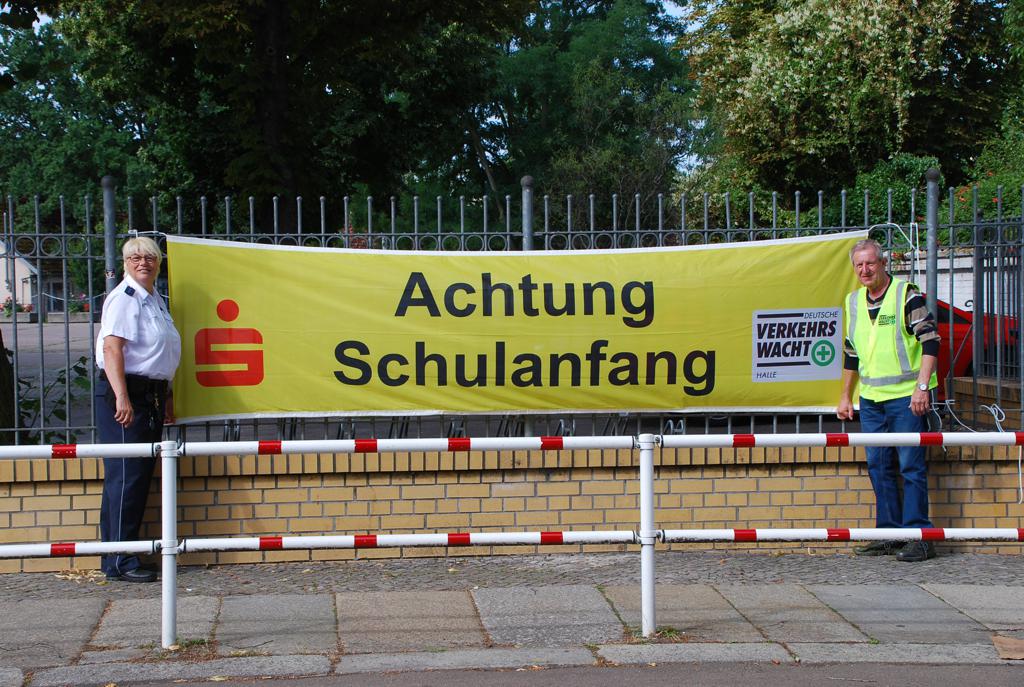 Achtung
Schulanfang
DEUTSCHE
VERKEHRS
WACHT
HALLE